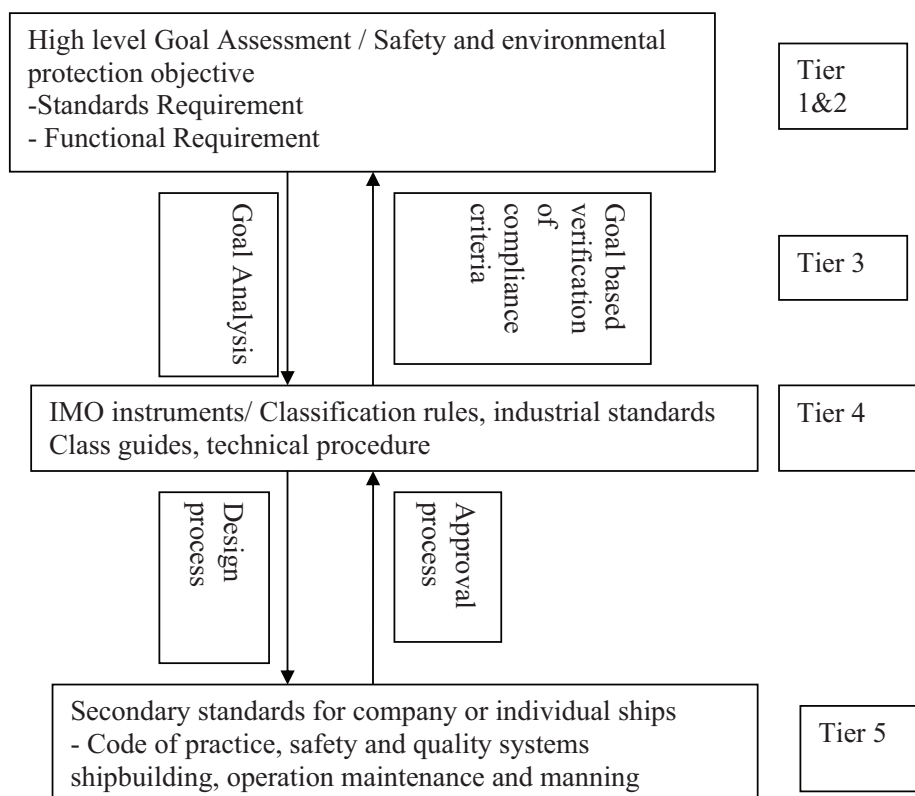 High level Goal Assessment / Safety and environmental
protection objective
-Standards Requirement
- Functional Requirement
Tier
1&2
Goal Analysis
Goal based
verification
of
compliance
criteria
Tier 3
IMO instruments/ Classification rules, industrial standards
Class guides, technical procedure
Tier 4
Design
process
Approval
process
Secondary standards for company or individual ships
- Code of practice, safety and quality systems
shipbuilding, operation maintenance and manning
Tier 5